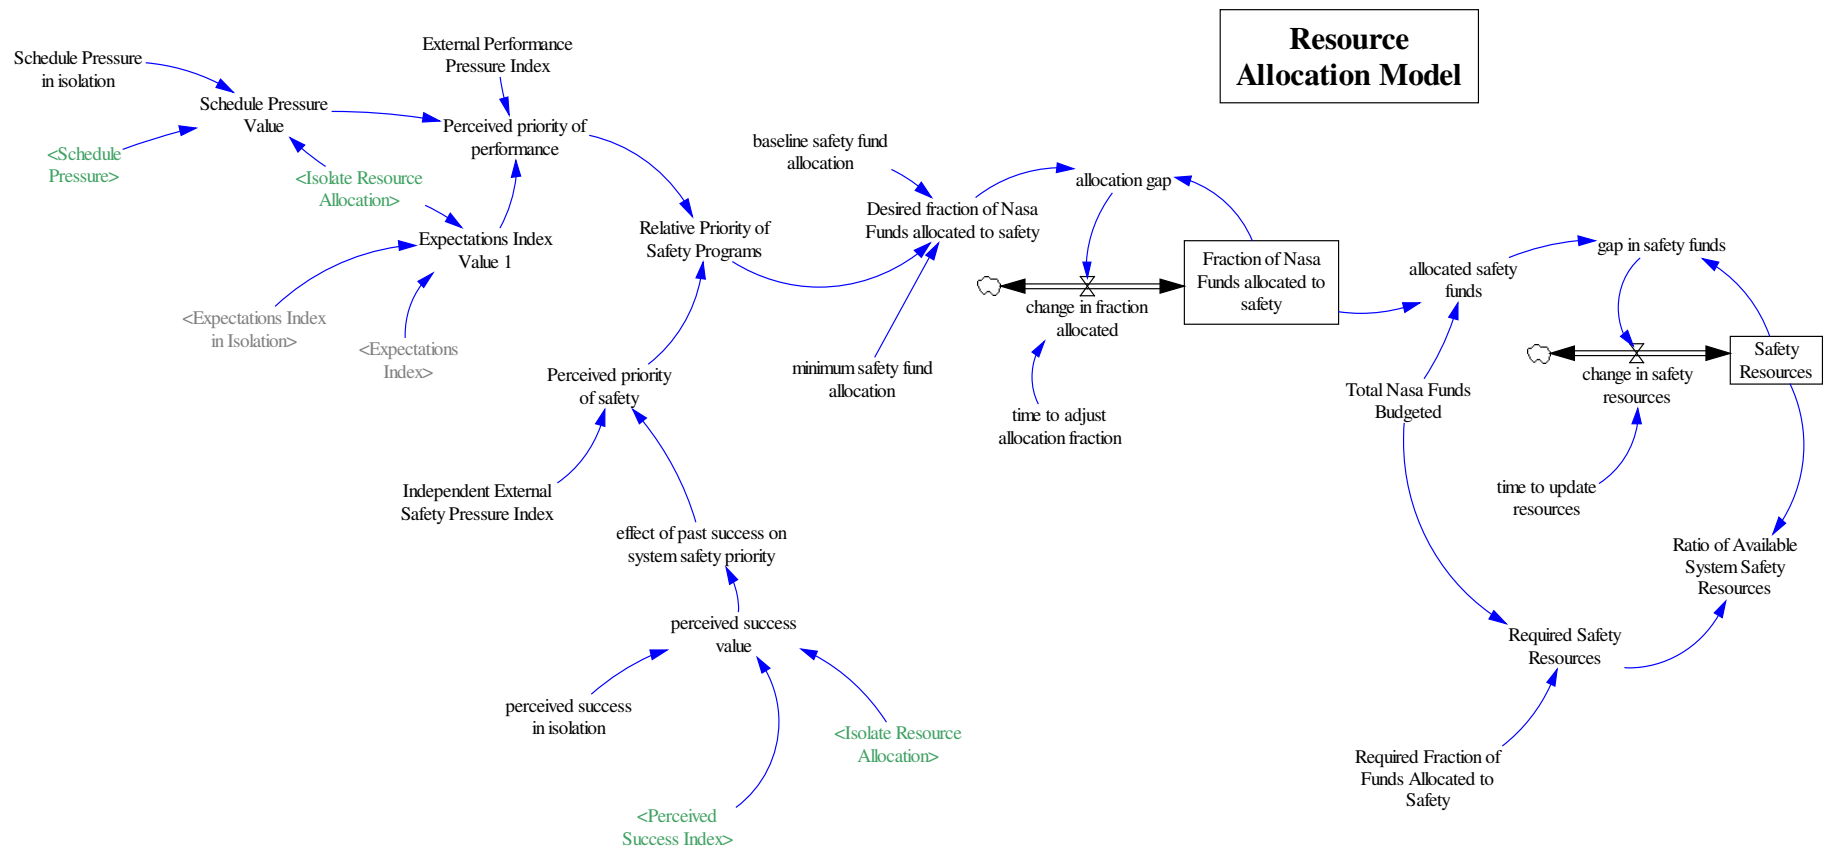 Resource
Allocation Model
Schedule Pressure
in isolation
External Performance
Pressure Index
Schedule Pressure
Value
Perceived priority of
performance
<Schedule
Pressure>
<Isolate Resource
Allocation>
Expectations Index
Value 1
<Expectations Index
in Isolation>
<Expectations
Index>
baseline safety fund
allocation
allocation gap
Desired fraction of Nasa
Funds allocated to safety
Relative Priority of
Safety Programs
Fraction of Nasa
Funds allocated to
safety
change in fraction
allocated
minimum safety fund
allocation
time to adjust
allocation fraction
allocated safety
funds
gap in safety funds
Safety
Resources
change in safety
resources
Total Nasa Funds
Budgeted
time to update
resources
Perceived priority
of safety
Independent External
Safety Pressure Index
effect of past success on
system safety priority
Ratio of Available
System Safety
Resources
perceived success
value
Required Safety
Resources
perceived success
in isolation
<Isolate Resource
Allocation>
Required Fraction of
Funds Allocated to
Safety
<Perceived
Success Index>